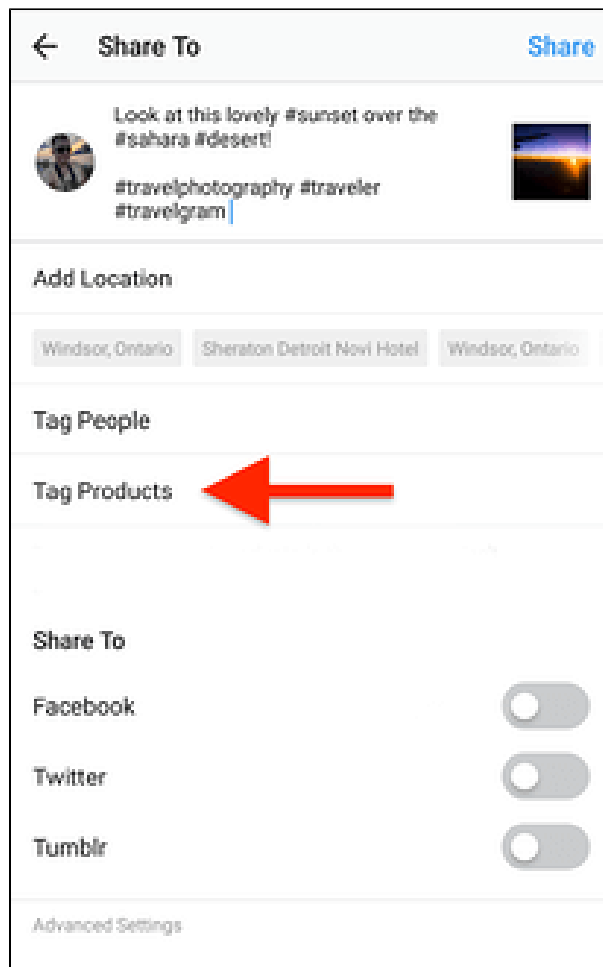 Share To
Share
Look at this lovely #sunset over the
#sahara #desert!
#travelphotography #traveler
#travelgram
Add Location
Windsor, Ontario
Sheraton Detroit Novi Hotel
Windsor, Ontario
Tag People
Tag Products
Share To
Facebook
Twitter
Tumblr
Advanced Settings